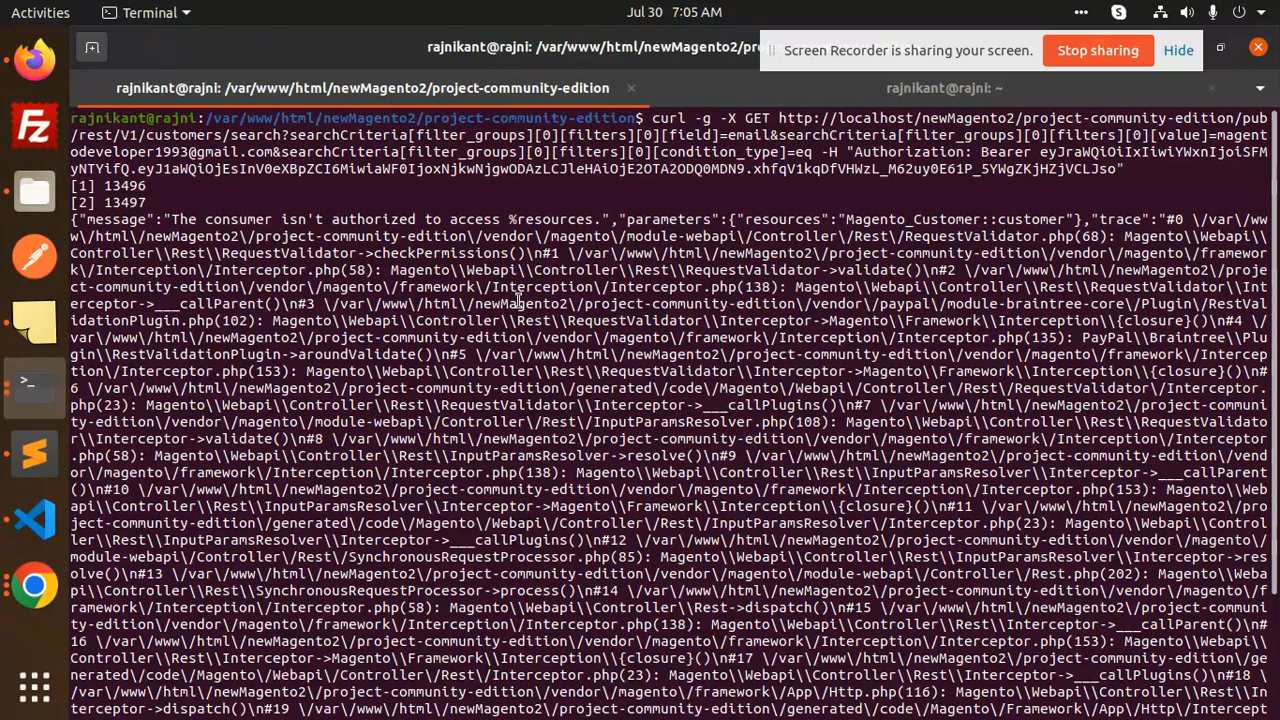 Activities
Terminal
Jul 30 7:05 AM
rajnikant@rajni: /var/www/html/newMagento2/pro
Screen Recorder is sharing your screen.
Stop sharing
Hide
rajnikant@rajni: /var/www/html/newMagento2/project-community-edition
rajnikant@rajni: ~
rajnikant@rajni:/var/www/html/newMagento2/project-community-edition$ curl -g -X GET http://localhost/newMagento2/project-community-edition/pub
/rest/V1/customers/search?searchCriteria[filter_groups][0][filters][0][field]=email&searchCriteria[filter_groups][0][filters][0][value]=magent
odeveloper1993@gmail.com&searchCriteria[filter_groups][0][filters][0][condition_type]=eq -H "Authorization: Bearer eyJraWQiOiIxIiwiYWxnIjoiSFM
yNTYifQ.eyJ1aWQiOjEsInV0eXBpZCI6MiwiaWF0IjoxNjkwNjgwODAzLCJleHAiOjE2OTA2ODQ0MDN9.xhfqV1kqDfVHWzL_M62uy0E61P_5YWgZKjHZjVCLJso"
[1] 13496
[2] 13497
{"message":"The consumer isn't authorized to access %resources.","parameters":{"resources":"Magento_Customer::customer"},"trace":"#0 \/var\/ww
w\/html\/newMagento2\/project-community-edition\/vendor\/magento\/module-webapi\/Controller\/Rest\/RequestValidator.php(68): Magento\\Webapi\\
Controller\\Rest\\RequestValidator->checkPermissions()\n#1 \/var\/www\/html\/newMagento2\/project-community-edition\/vendor\/magento\/framewor
k\/Interception\/Interceptor.php(58): Magento\\Webapi\\Controller\\Rest\\RequestValidator->validate()\n#2 \/var\/www\/html\/newMagento2\/proje
ct-community-edition\/vendor\/magento\/framework\/Interception\/Interceptor.php(138): Magento\\Webapi\\Controller\\Rest\\RequestValidator\\Int
erceptor->___callParent()\n#3 \/var\/www\/html\/newMagento2\/project-community-edition\/vendor\/paypal\/module-braintree-core\/Plugin\/RestVal
idationPlugin.php(102): Magento\\Webapi\\Controller\\Rest\\RequestValidator\\Interceptor->Magento\\Framework\\Interception\\{closure}()\n#4 \/
var\/www\/html\/newMagento2\/project-community-edition\/vendor\/magento\/framework\/Interception\/Interceptor.php(135): PayPal\\Braintree\\Plu
gin\\RestValidationPlugin->aroundValidate()\n#5 \/var\/www\/html\/newMagento2\/project-community-edition\/vendor\/magento\/framework\/Intercep
tion\/Interceptor.php(153): Magento\\Webapi\\Controller\\Rest\\RequestValidator\\Interceptor->Magento\\Framework\\Interception\\{closure}()\n#
6 \/var\/www\/html\/newMagento2\/project-community-edition\/generated\/code\/Magento\/Webapi\/Controller\/Rest\/RequestValidator\/Interceptor.
php(23): Magento\\Webapi\\Controller\\Rest\\RequestValidator\\Interceptor->___callPlugins()\n#7 \/var\/www\/html\/newMagento2\/project-communi
ty-edition\/vendor\/magento\/module-webapi\/Controller\/Rest\/InputParamsResolver.php(108): Magento\\Webapi\\Controller\\Rest\\RequestValidato
r\\Interceptor->validate()\n#8 \/var\/www\/html\/newMagento2\/project-community-edition\/vendor\/magento\/framework\/Interception\/Interceptor
.php(58): Magento\\Webapi\\Controller\\Rest\\InputParamsResolver->resolve()\n#9 \/var\/www\/html\/newMagento2\/project-community-edition\/vend
or\/magento\/framework\/Interception\/Interceptor.php(138): Magento\\Webapi\\Controller\\Rest\\InputParamsResolver\\Interceptor->___callParent
()\n#10 \/var\/www\/html\/newMagento2\/project-community-edition\/vendor\/magento\/framework\/Interception\/Interceptor.php(153): Magento\\Web
api\\Controller\\Rest\\InputParamsResolver\\Interceptor->Magento\\Framework\\Interception\\{closure}()\n#11 \/var\/www\/html\/newMagento2\/pro
ject-community-edition\/generated\/code\/Magento\/Webapi\/Controller\/Rest\/InputParamsResolver\/Interceptor.php(23): Magento\\Webapi\\Control
ler\\Rest\\InputParamsResolver\\Interceptor->___callPlugins()\n#12 \/var\/www\/html\/newMagento2\/project-community-edition\/vendor\/magento\/
module-webapi\/Controller\/Rest\/SynchronousRequestProcessor.php(85): Magento\\Webapi\\Controller\\Rest\\InputParamsResolver\\Interceptor->res
olve()\n#13 \/var\/www\/html\/newMagento2\/project-community-edition\/vendor\/magento\/module-webapi\/Controller\/Rest.php(202): Magento\\Weba
pi\\Controller\\Rest\\SynchronousRequestProcessor->process()\n#14 \/var\/www\/html\/newMagento2\/project-community-edition\/vendor\/magento\/f
ramework\/Interception\/Interceptor.php(58): Magento\\Webapi\\Controller\\Rest->dispatch()\n#15 \/var\/www\/html\/newMagento2\/project-communi
ty-edition\/vendor\/magento\/framework\/Interception\/Interceptor.php(138): Magento\\Webapi\\Controller\\Rest\\Interceptor->___callParent()\n#
16 \/var\/www\/html\/newMagento2\/project-community-edition\/vendor\/magento\/framework\/Interception\/Interceptor.php(153): Magento\\Webapi\\
Controller\\Rest\\Interceptor->Magento\\Framework\\Interception\\{closure}()\n#17 \/var\/www\/html\/newMagento2\/project-community-edition\/ge
nerated\/code\/Magento\/Webapi\/Controller\/Rest\/Interceptor.php(23): Magento\\Webapi\\Controller\\Rest\\Interceptor->___callPlugins()\n#18 \
/var\/www\/html\/newMagento2\/project-community-edition\/vendor\/magento\/framework\/App\/Http.php(116): Magento\\Webapi\\Controller\\Rest\\In
terceptor->dispatch()\n#19 \/var\/www\/html\/newMagento2\/project-community-edition\/generated\/code\/Magento\/Framework\/App\/Http\/Intercept